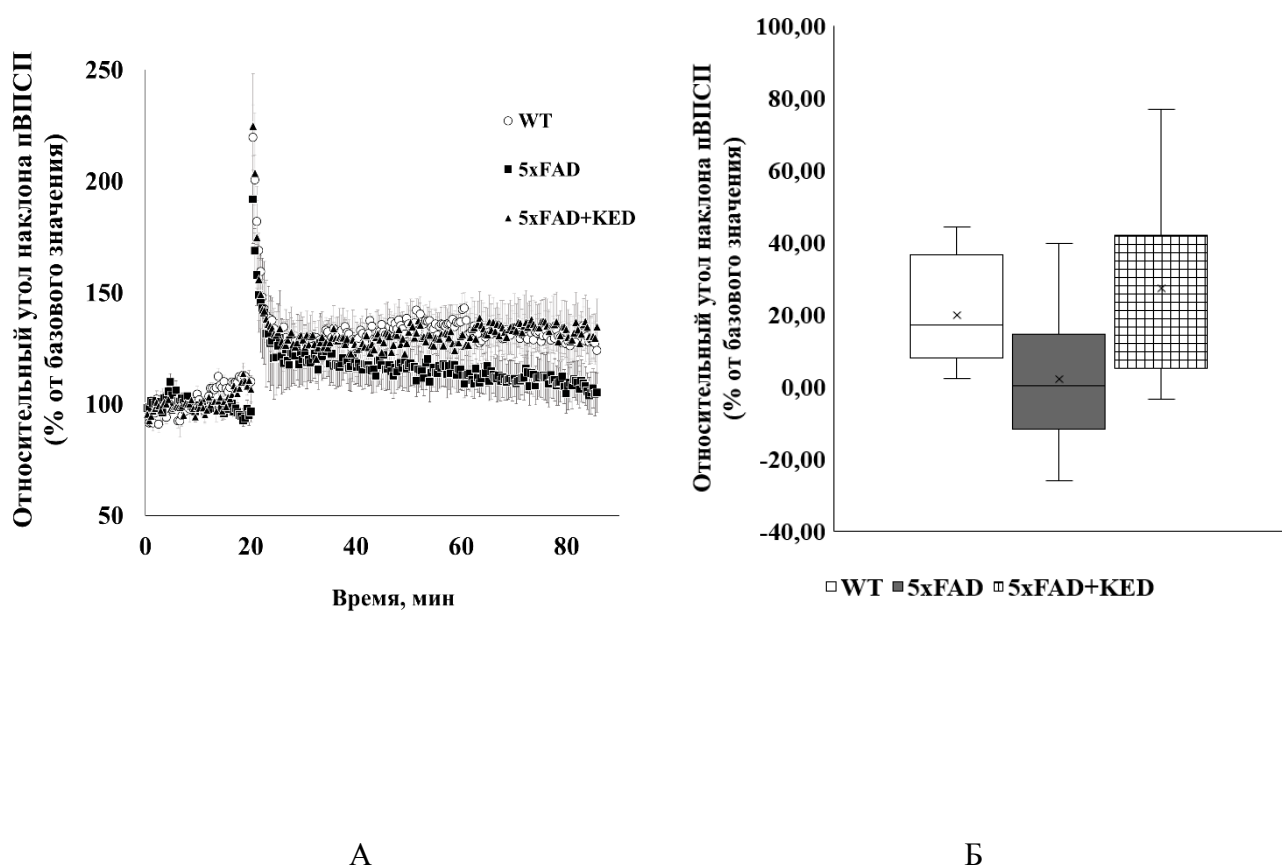 Относительный угол наклона пВПСП
(% от базового значения)
250
200
150
100
50
0
20
40
60
80
Время, мин
WT
5xFAD
5xFAD+KED
А
Относительный угол наклона пВПСП
(% от базового значения)
100,00
80,00
60,00
40,00
20,00
0,00
-20,00
-40,00
WT 5xFAD 5xFAD+KED
Б